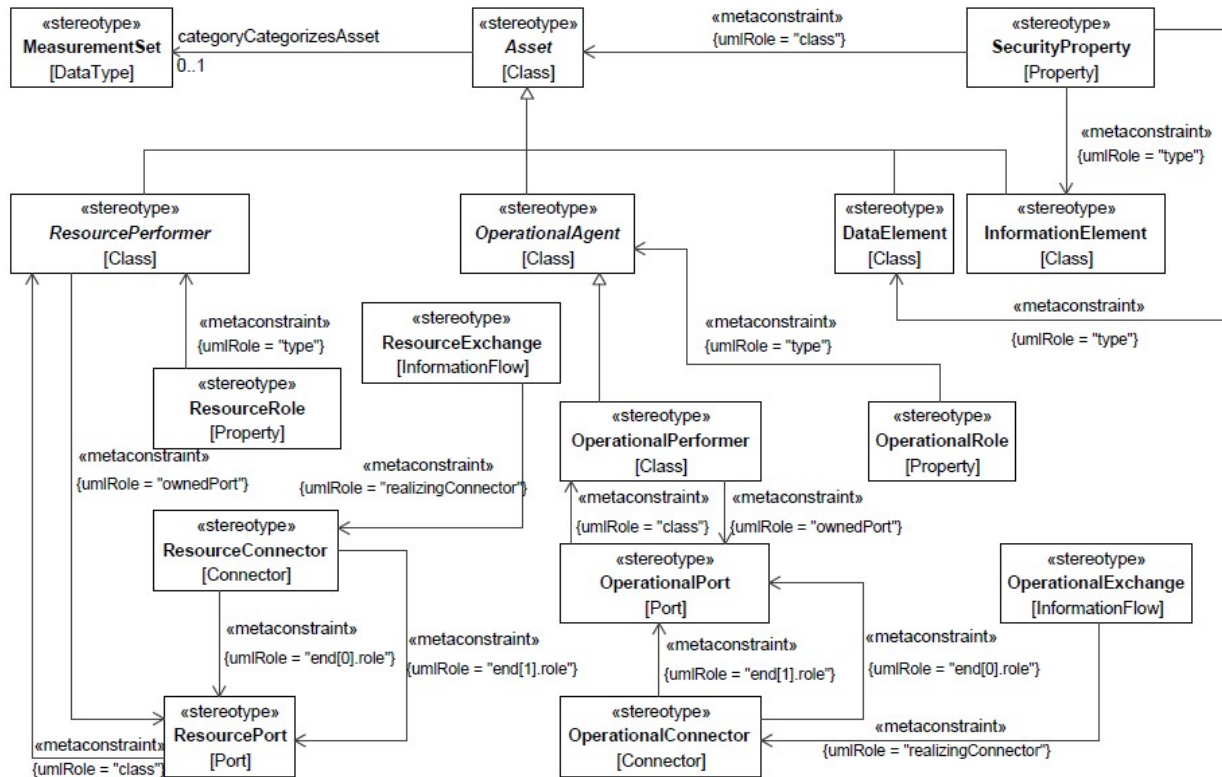 «stereotype»
MeasurementSet
[DataType]
categoryCategorizesAsset
0..1
«stereotype»
Asset
[Class]
«metaconstraint»
{umlRole = "class"}
«stereotype»
SecurityProperty
[Property]
«metaconstraint»
{umlRole = "type"}
«stereotype»
ResourcePerformer
[Class]
«stereotype»
OperationalAgent
[Class]
«stereotype»
DataElement
[Class]
«stereotype»
InformationElement
[Class]
«metaconstraint»
{umlRole = "type"}
«stereotype»
ResourceExchange
[InformationFlow]
«metaconstraint»
{umlRole = "type"}
«metaconstraint»
{umlRole = "type"}
«stereotype»
ResourceRole
[Property]
«stereotype»
OperationalPerformer
[Class]
«stereotype»
OperationalRole
[Property]
«metaconstraint»
{umlRole = "ownedPort"}
«metaconstraint»
{umlRole = "realizingConnector"}
«metaconstraint»
{umlRole = "class"}
«metaconstraint»
{umlRole = "ownedPort"}
«stereotype»
ResourceConnector
[Connector]
«stereotype»
OperationalPort
[Port]
«stereotype»
OperationalExchange
[InformationFlow]
«metaconstraint»
{umlRole = "end[0].role"}
«metaconstraint»
{umlRole = "end[1].role"}
«metaconstraint»
{umlRole = "end[1].role"}
«metaconstraint»
{umlRole = "end[0].role"}
«stereotype»
ResourcePort
[Port]
«metaconstraint»
{umlRole = "class"}
«stereotype»
OperationalConnector
[Connector]
«metaconstraint»
{umlRole = "realizingConnector"}